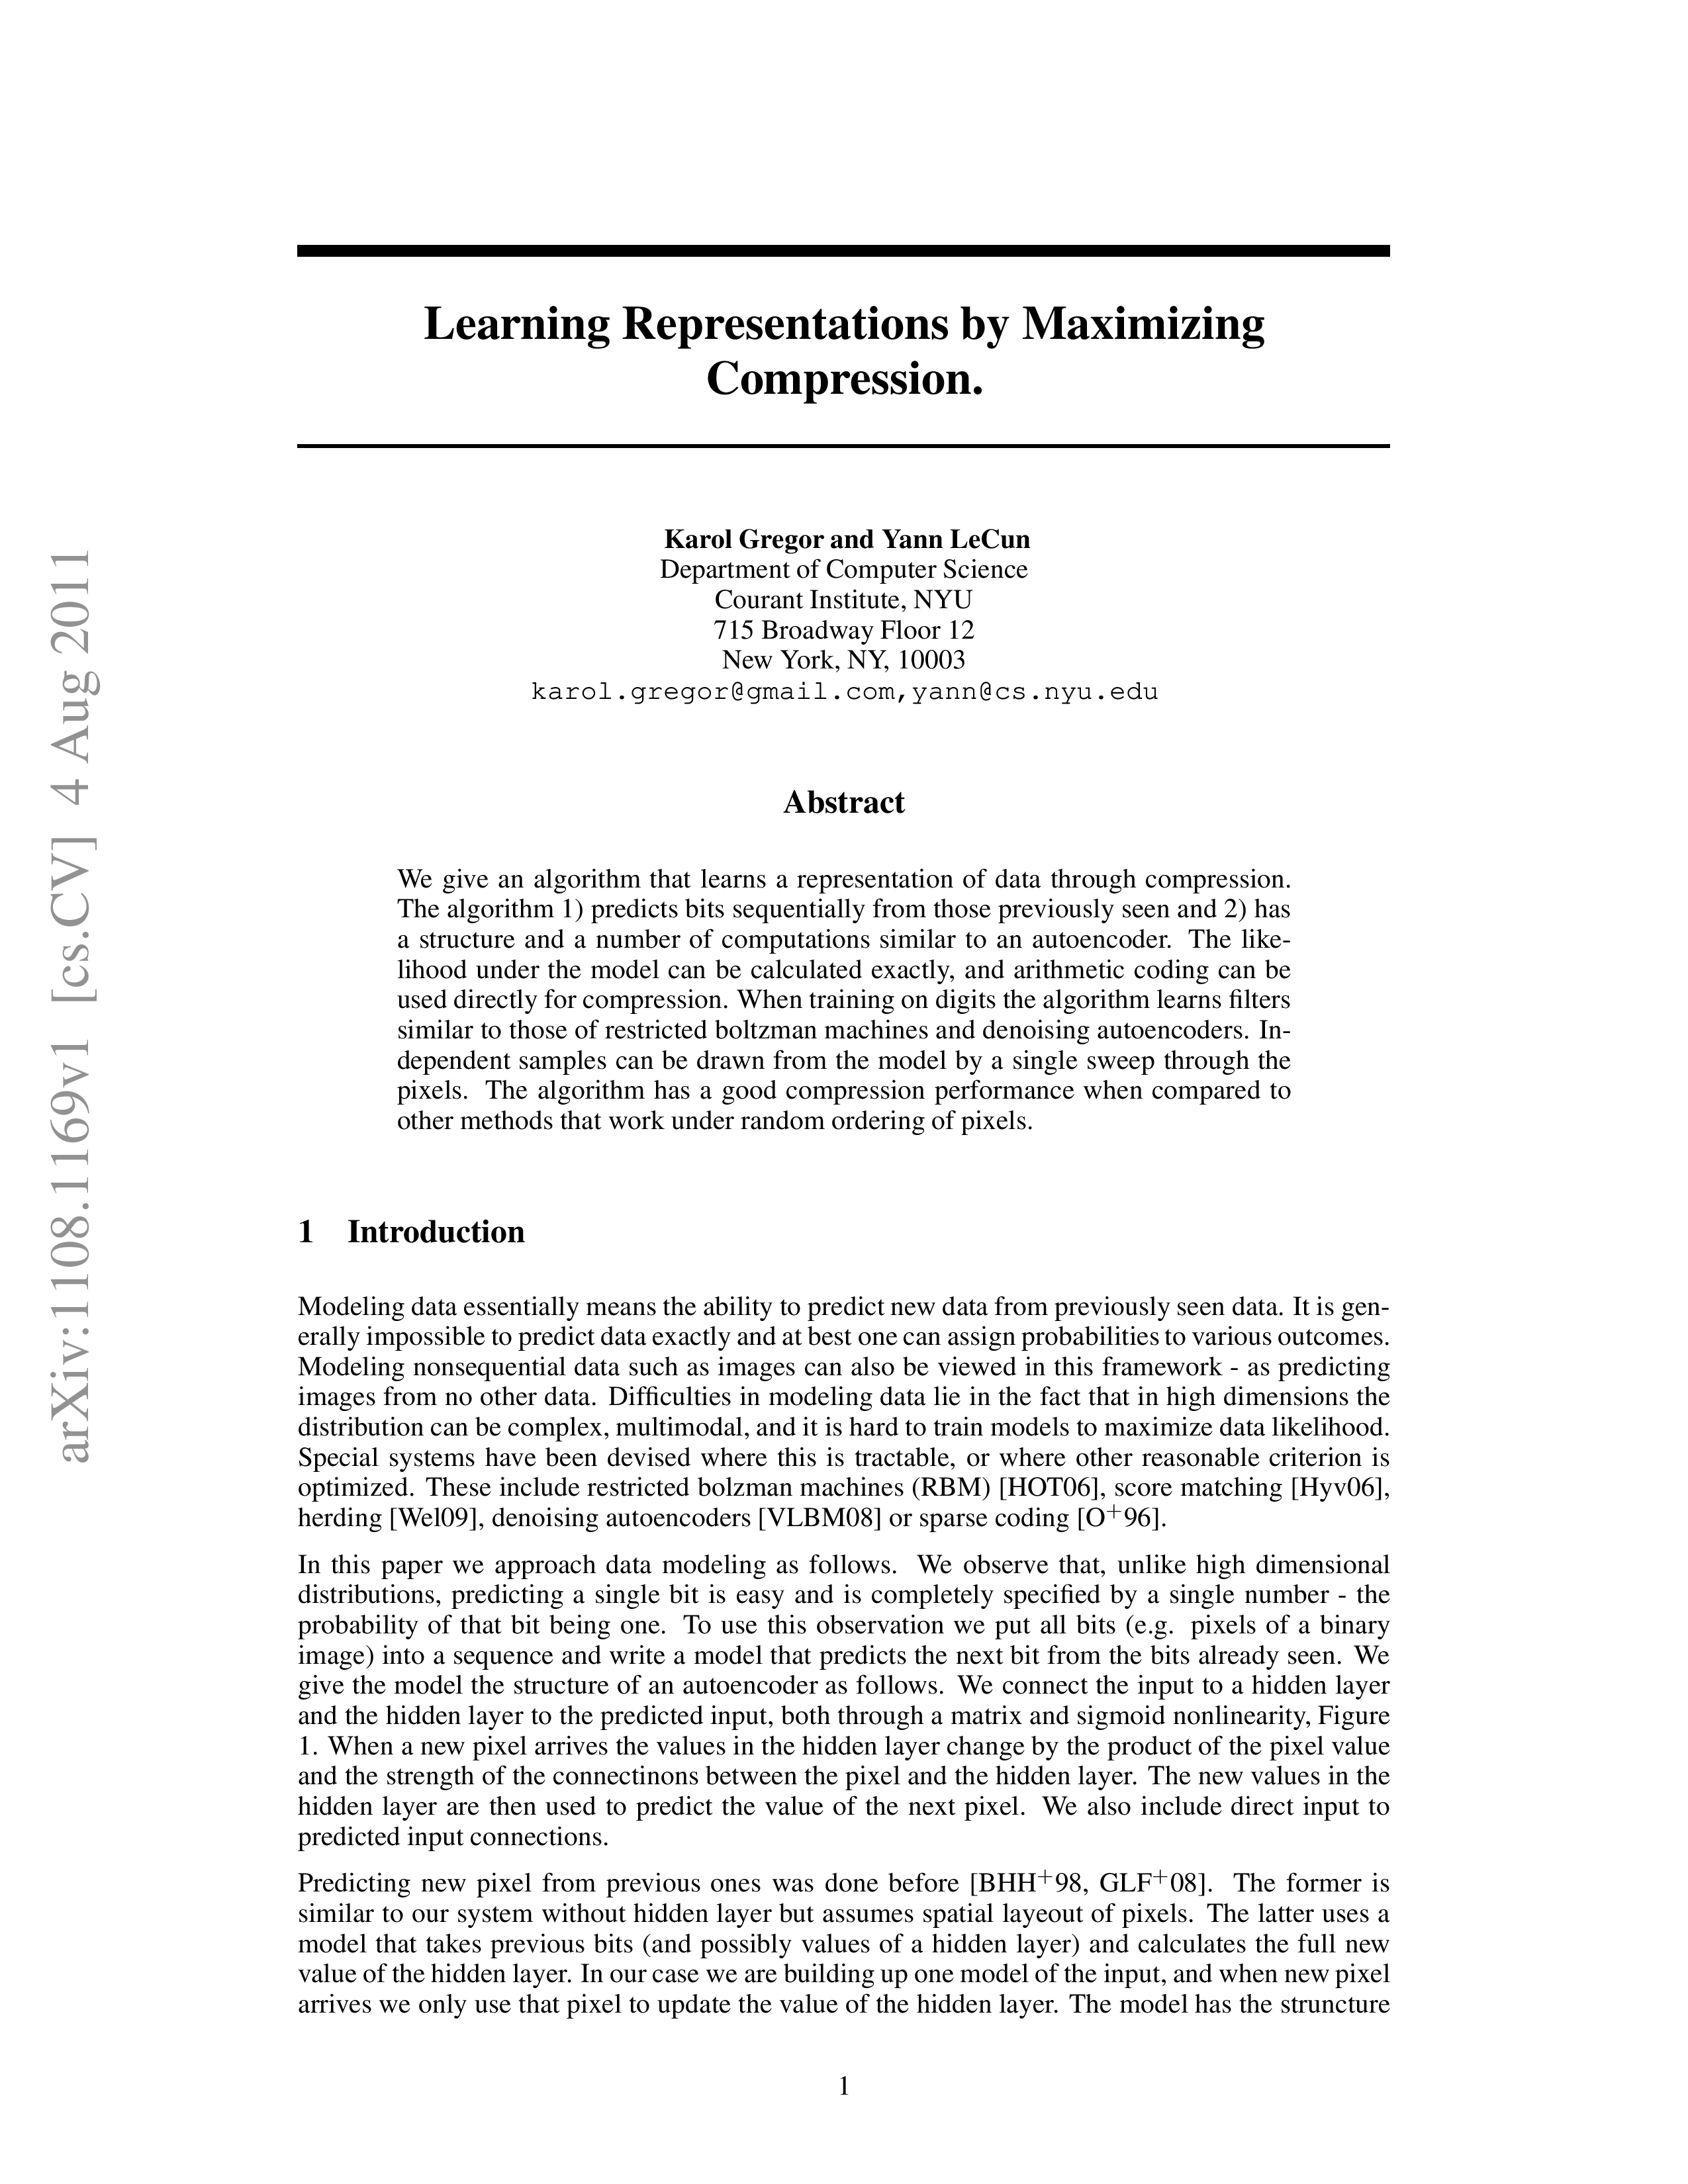 arXiv:1108.1169v1 [cs.CV] 4 Aug 2011
Learning Representations by Maximizing
Compression.
Karol Gregor and Yann LeCun
Department of Computer Science
Courant Institute, NYU
715 Broadway Floor 12
New York, NY, 10003
karol.gregor@gmail.com,yann@cs.nyu.edu
Abstract
We give an algorithm that learns a representation of data through compression.
The algorithm 1) predicts bits sequentially from those previously seen and 2) has
a structure and a number of computations similar to an autoencoder. The like-
lihood under the model can be calculated exactly, and arithmetic coding can be
used directly for compression. When training on digits the algorithm learns filters
similar to those of restricted boltzman machines and denoising autoencoders. In-
dependent samples can be drawn from the model by a single sweep through the
pixels. The algorithm has a good compression performance when compared to
other methods that work under random ordering of pixels.
1 Introduction
Modeling data essentially means the ability to predict new data from previously seen data. It is gen-
erally impossible to predict data exactly and at best one can assign probabilities to various outcomes.
Modeling nonsequential data such as images can also be viewed in this framework - as predicting
images from no other data. Difficulties in modeling data lie in the fact that in high dimensions the
distribution can be complex, multimodal, and it is hard to train models to maximize data likelihood.
Special systems have been devised where this is tractable, or where other reasonable criterion is
optimized. These include restricted bolzman machines (RBM) [HOT06], score matching [Hyv06],
herding [Wel09], denoising autoencoders [VLBM08] or sparse coding [O+96].
In this paper we approach data modeling as follows. We observe that, unlike high dimensional
distributions, predicting a single bit is easy and is completely specified by a single number - the
probability of that bit being one. To use this observation we put all bits (e.g. pixels of a binary
image) into a sequence and write a model that predicts the next bit from the bits already seen. We
give the model the structure of an autoencoder as follows. We connect the input to a hidden layer
and the hidden layer to the predicted input, both through a matrix and sigmoid nonlinearity, Figure
1. When a new pixel arrives the values in the hidden layer change by the product of the pixel value
and the strength of the connectinons between the pixel and the hidden layer. The new values in the
hidden layer are then used to predict the value of the next pixel. We also include direct input to
predicted input connections.
Predicting new pixel from previous ones was done before [BHH+98, GLF+08]. The former is
similar to our system without hidden layer but assumes spatial layeout of pixels. The latter uses a
model that takes previous bits (and possibly values of a hidden layer) and calculates the full new
value of the hidden layer. In our case we are building up one model of the input, and when new pixel
arrives we only use that pixel to update the value of the hidden layer. The model has the struncture
1